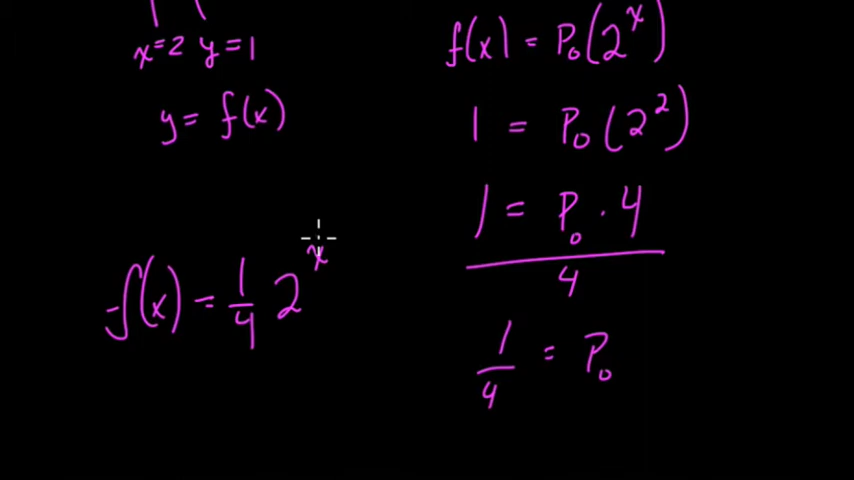 x=2 y=1
y = f(x)
f(x) = 1/4 2^x
f(x) = P₀(2^x)
1 = P₀(2²)
1 = P₀ · 4
4
1/4 = P₀